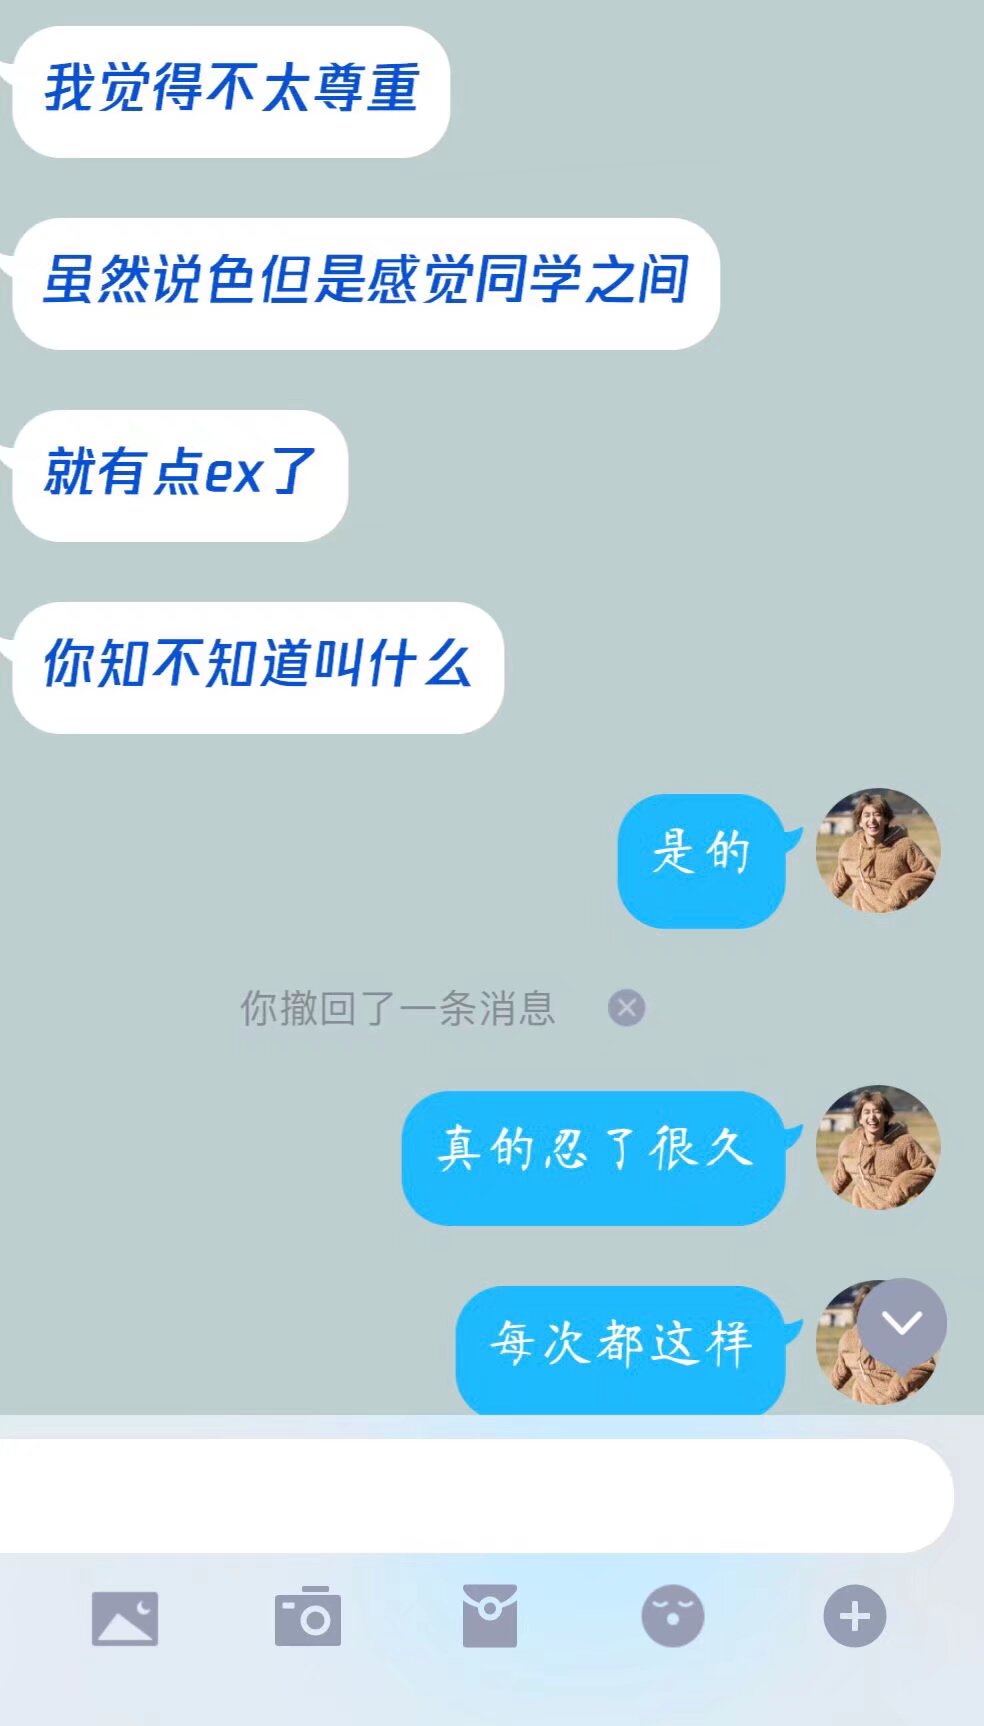 我觉得不太尊重
虽然说色但是感觉同学之间
就有点ex了
你知不知道叫什么
是的
你撤回了一条消息
真的忍了很久
每次都这样